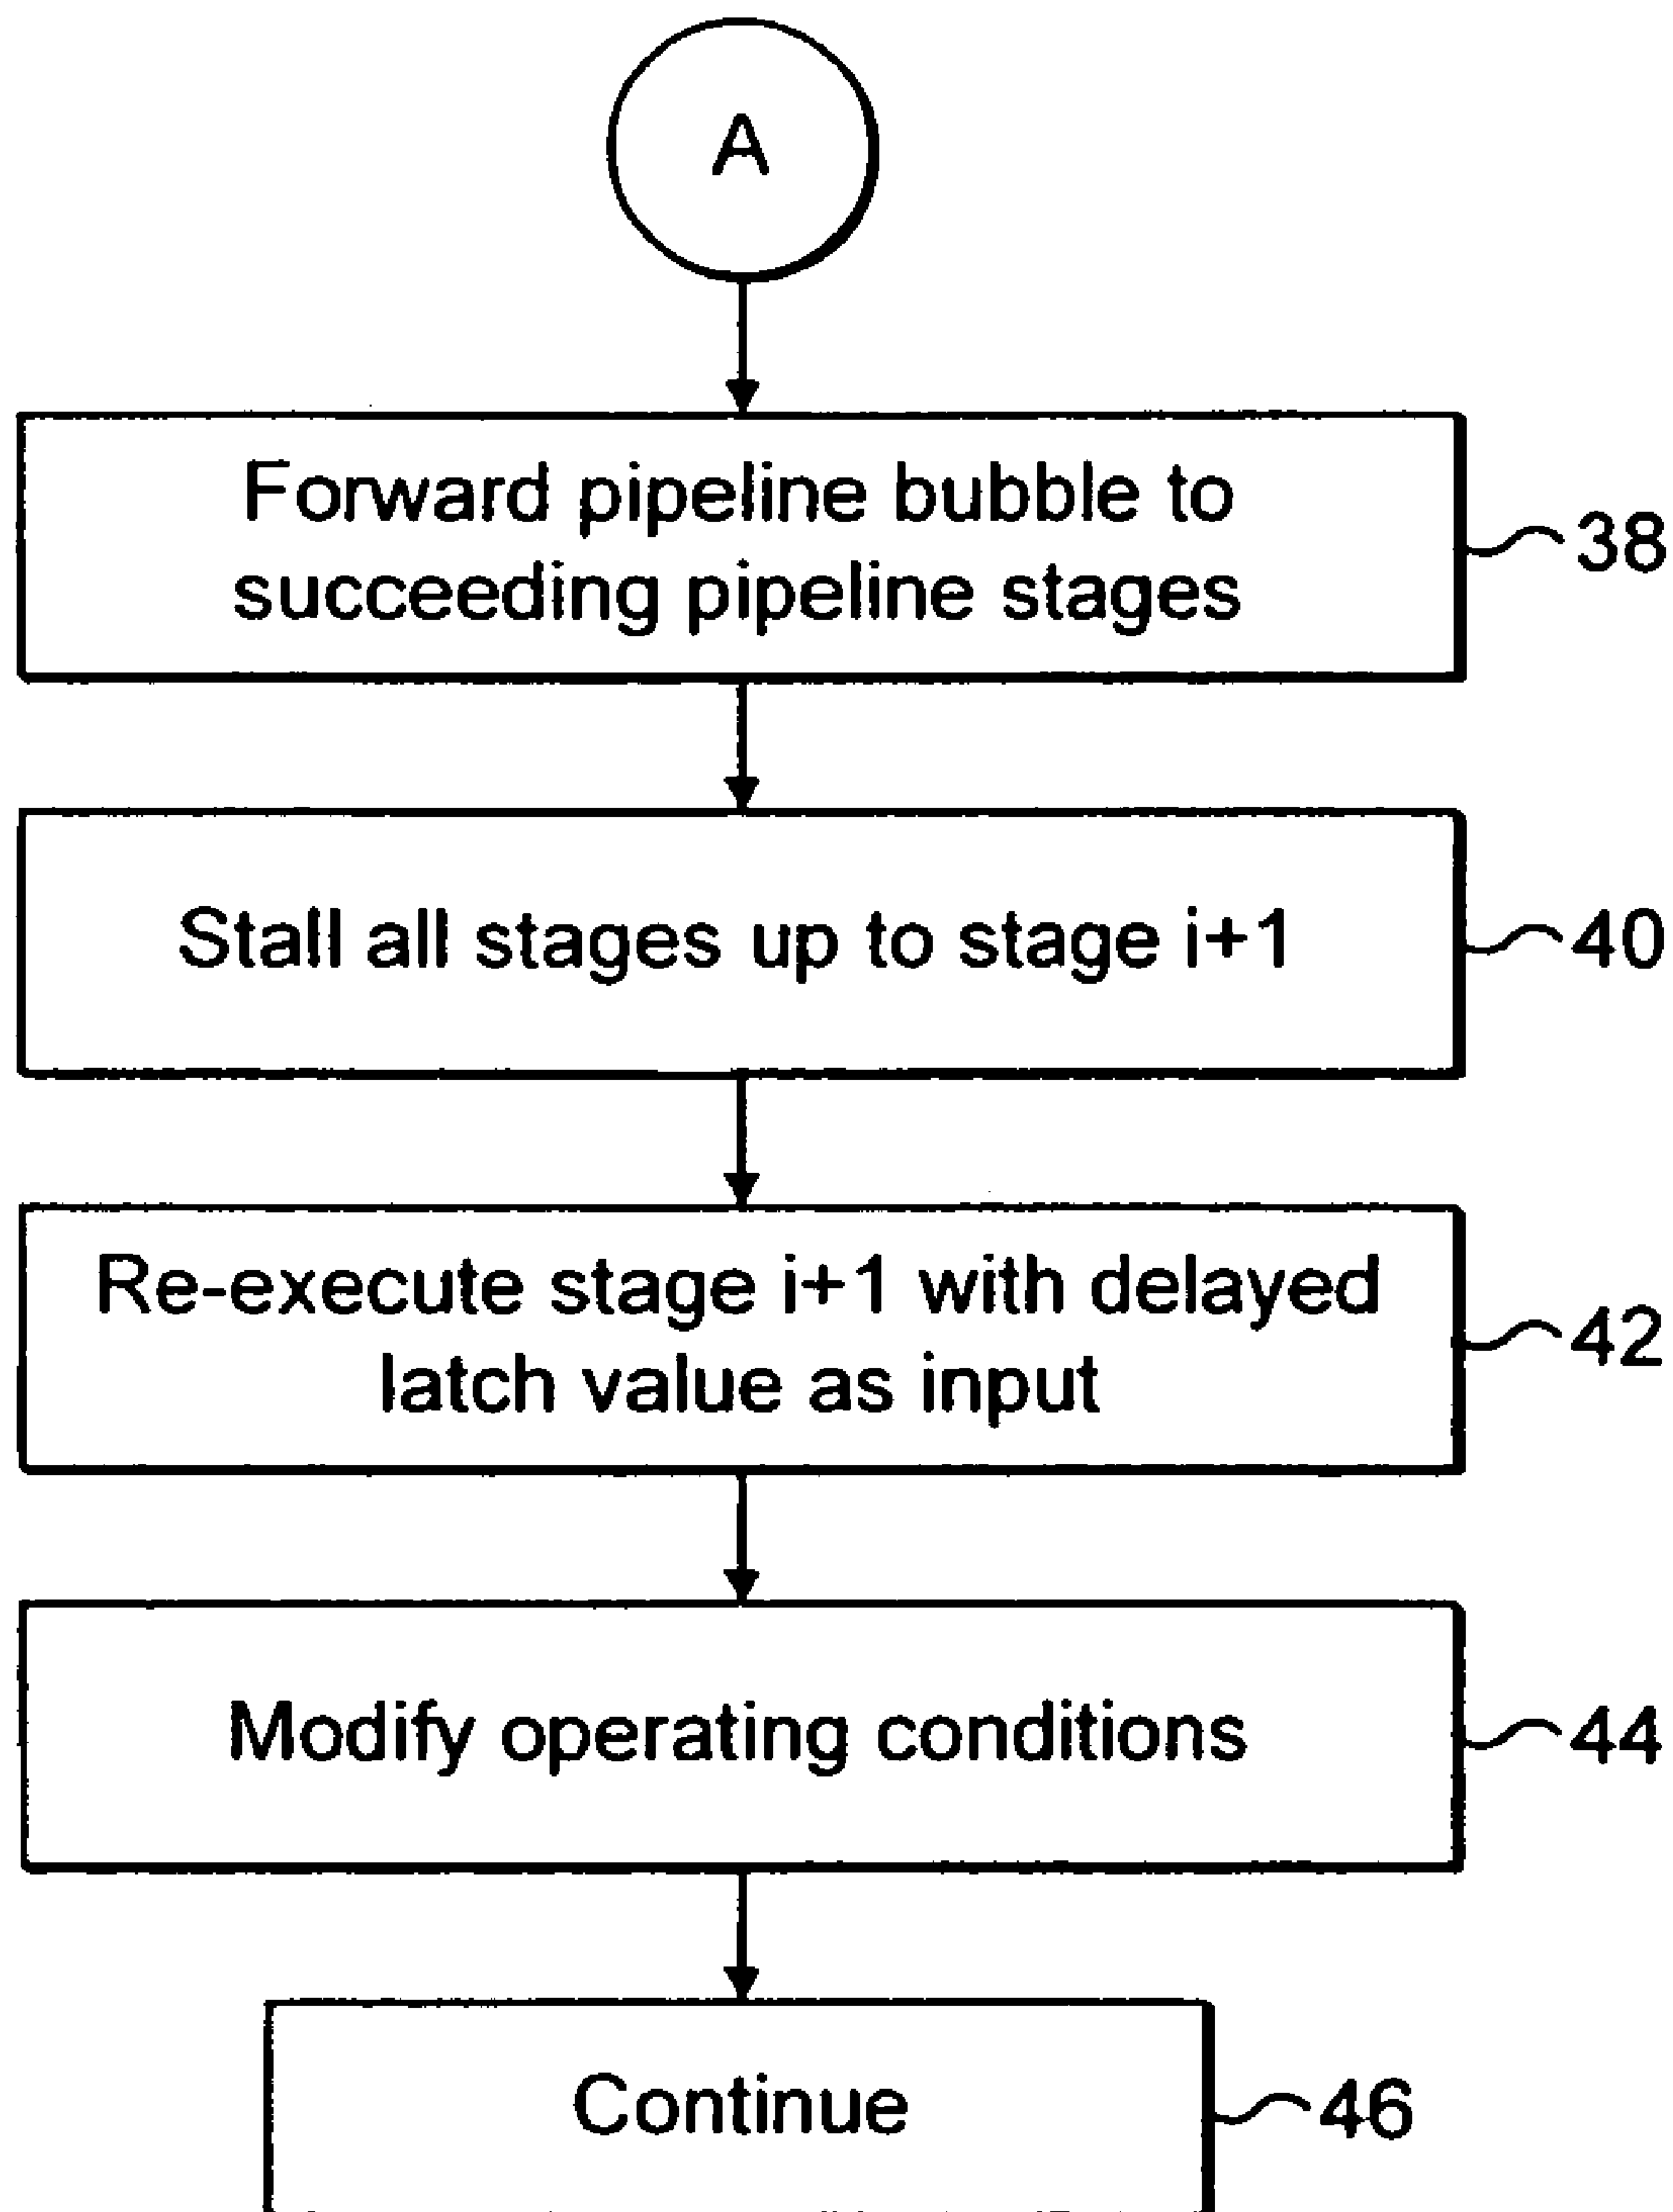 A
Forward pipeline bubble to
succeeding pipeline stages
38
Stall all stages up to stage i+1
40
Re-execute stage i+1 with delayed
latch value as input
42
Modify operating conditions
44
Continue
46